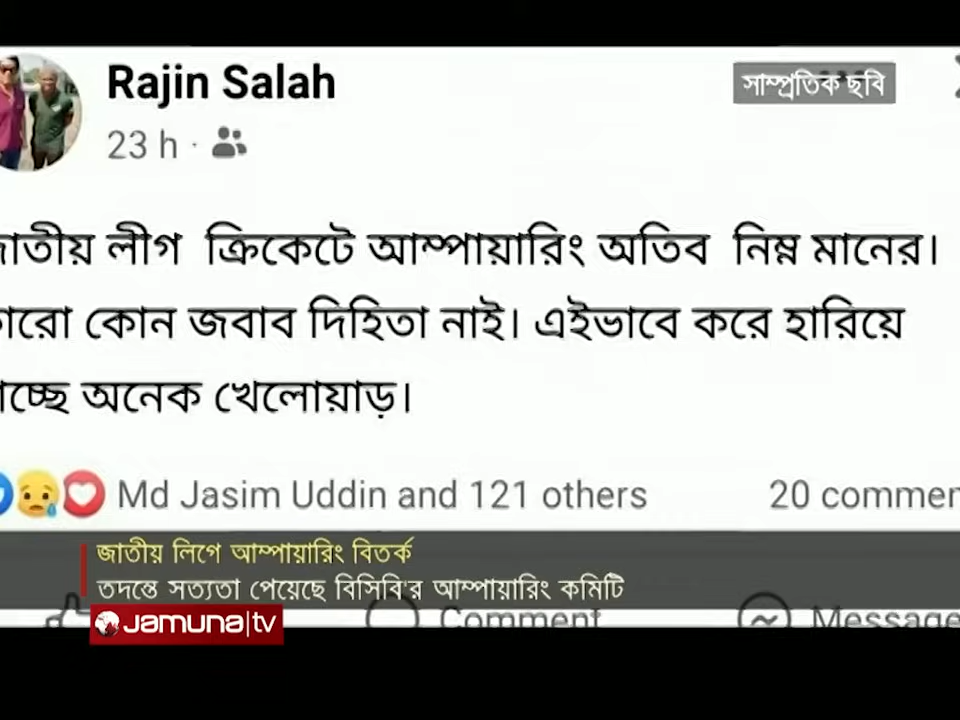 Rajin Salah
সাম্প্রতিক ছবি
23 h
জাতীয় লীগ ক্রিকেটে আম্পায়ারিং অতিব নিম্ন মানের।
কারো কোন জবাব দিহিতা নাই। এইভাবে করে হারিয়ে
অনেক খেলোয়াড়।
Md Jasim Uddin and 121 others
20 commen
জাতীয় লিগে আম্পায়ারিং বিতর্ক
তদন্তে সত্যতা পেয়েছে বিসিবি'র আম্পায়ারিং কমিটি
Comment
Message
Jamuna|tv